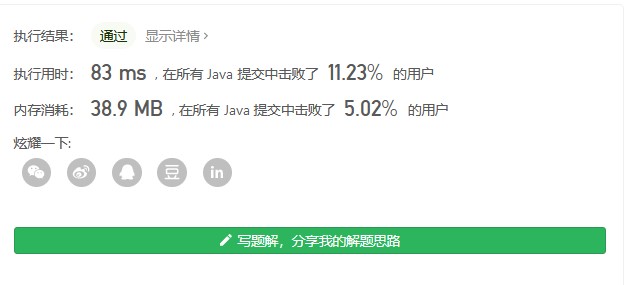 执行结果： 通过 显示详情 ›
执行用时： 83 ms , 在所有 Java 提交中击败了 11.23% 的用户
内存消耗： 38.9 MB , 在所有 Java 提交中击败了 5.02% 的用户
炫耀一下:
豆 in
写题解，分享我的解题思路